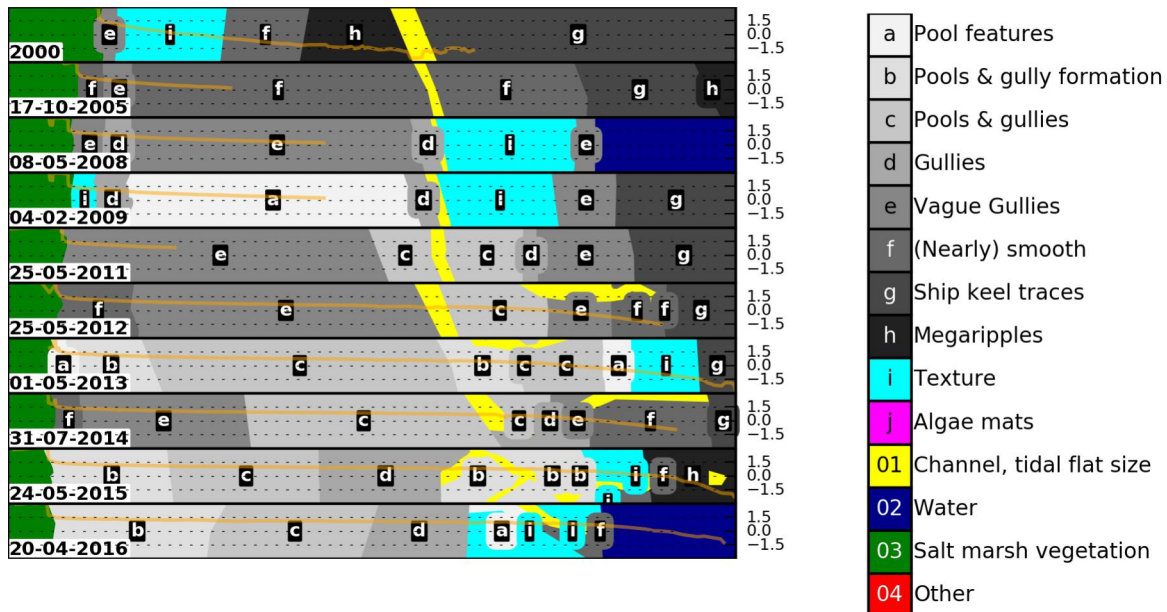 e i f h g 1.5
0.0
2000 −1.5
f e f f g h 1.5
0.0
17-10-2005 −1.5
e d e d i e 1.5
0.0
08-05-2008 −1.5
i d a d i e g 1.5
0.0
04-02-2009 −1.5
e c c d e g 1.5
0.0
25-05-2011 −1.5
f e c e f f g 1.5
0.0
25-05-2012 −1.5
a b c b c c a i g 1.5
0.0
01-05-2013 −1.5
f e c c d e f g 1.5
0.0
31-07-2014 −1.5
b c d b b b i f h 1.5
0.0
24-05-2015 i −1.5
b c d a i i f 1.5
0.0
20-04-2016 −1.5
a Pool features
b Pools & gully formation
c Pools & gullies
d Gullies
e Vague Gullies
f (Nearly) smooth
g Ship keel traces
h Megaripples
i Texture
j Algae mats
01 Channel, tidal flat size
02 Water
03 Salt marsh vegetation
04 Other